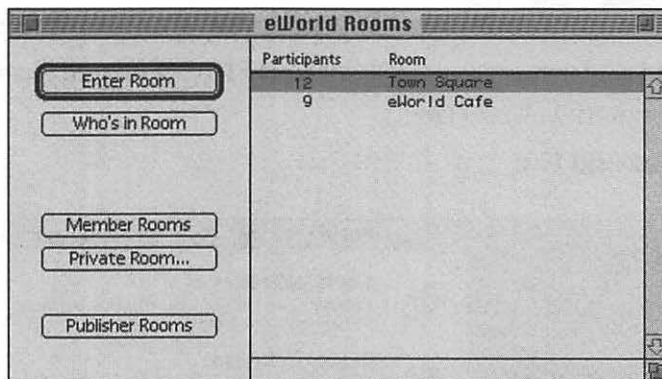 eWorld Rooms
Enter Room
Who's in Room
Member Rooms
Private Room...
Publisher Rooms
Participants Room
12 Town Square
9 eWorld Cafe